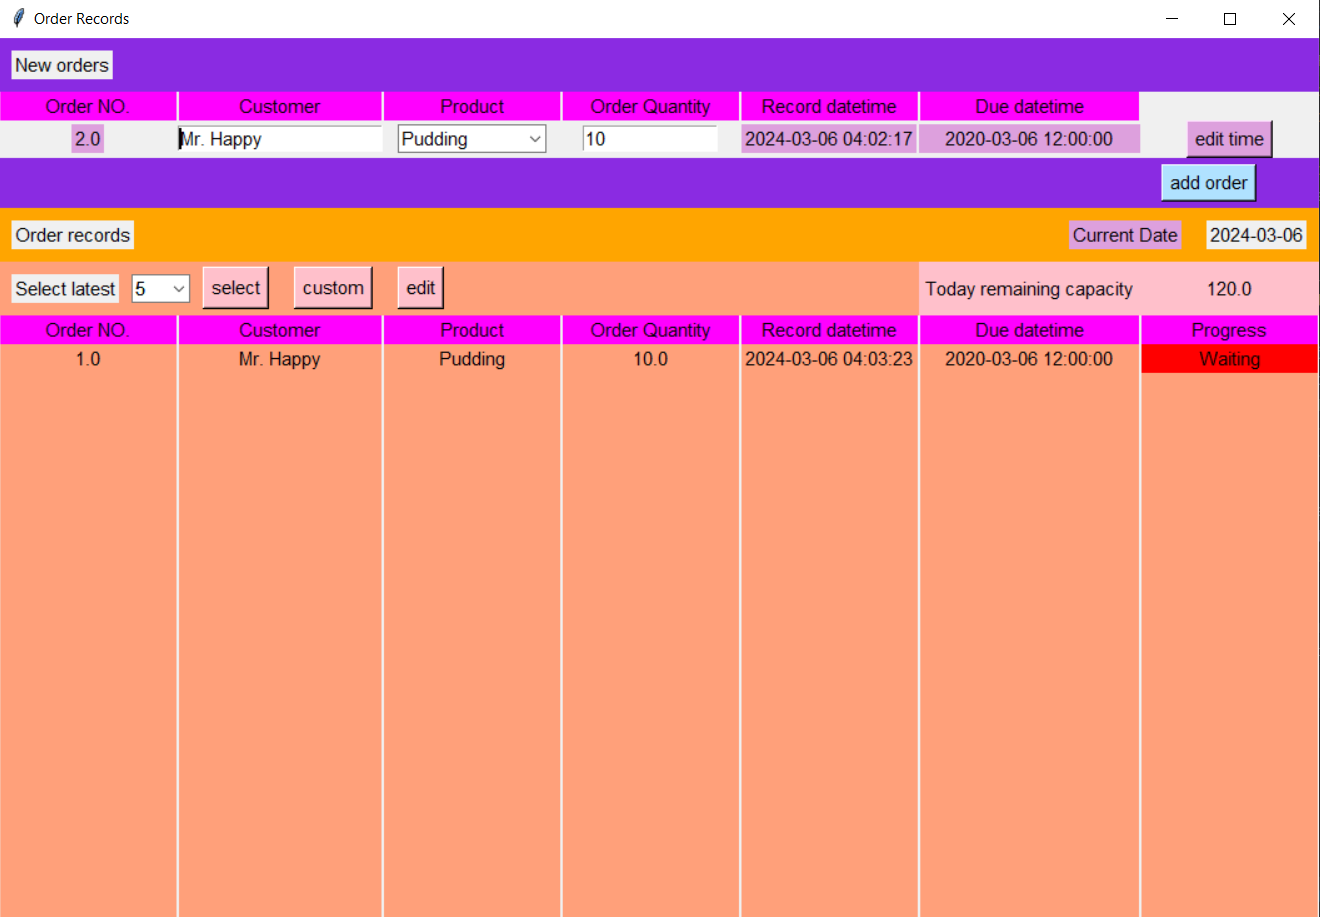 Order Records
New orders
Order NO. Customer Product Order Quantity Record datetime Due datetime
2.0 Mr. Happy Pudding 10 2024-03-06 04:02:17 2020-03-06 12:00:00 edit time
add order
Order records Current Date 2024-03-06
Select latest 5 select custom edit Today remaining capacity 120.0
Order NO. Customer Product Order Quantity Record datetime Due datetime Progress
1.0 Mr. Happy Pudding 10.0 2024-03-06 04:03:23 2020-03-06 12:00:00 Waiting